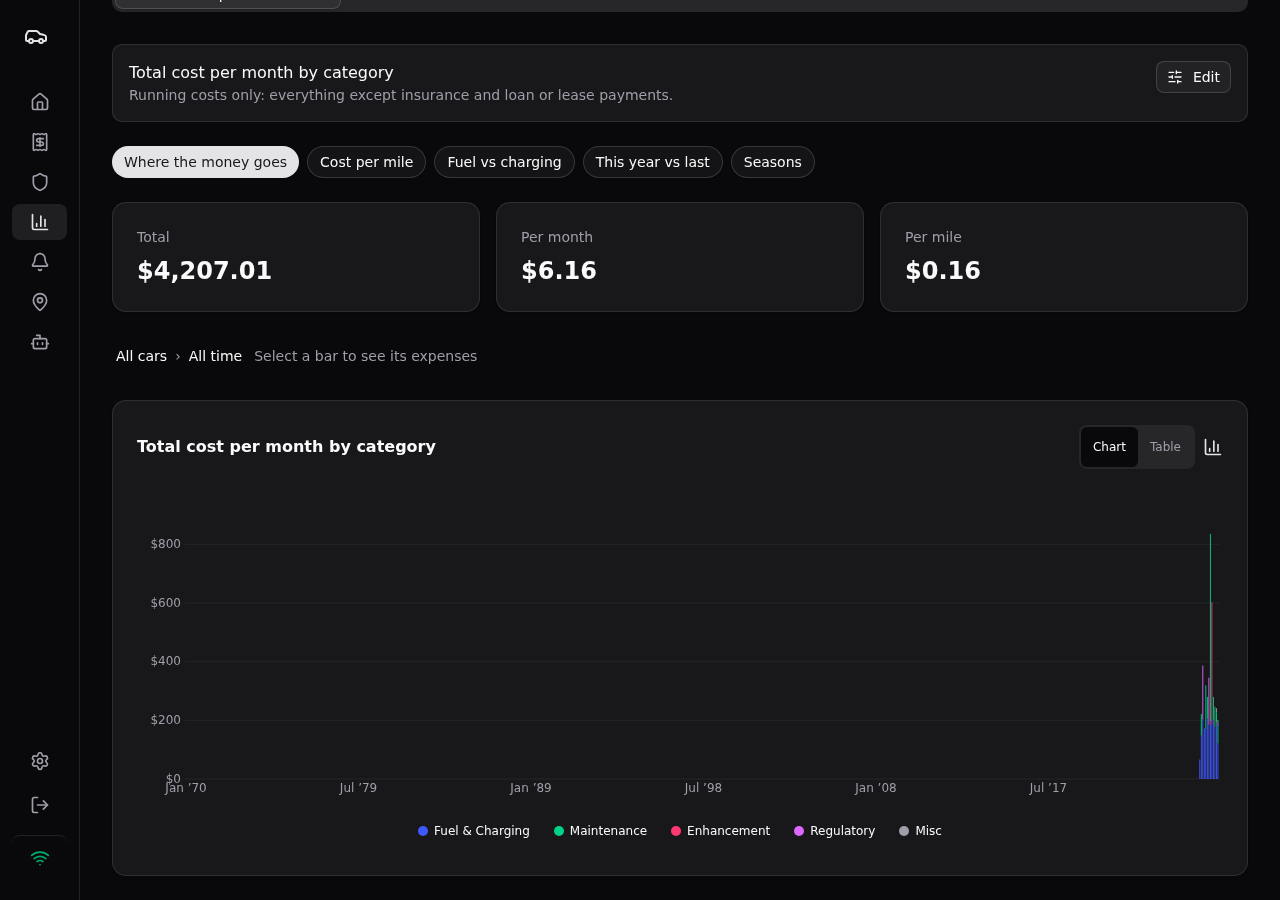 Total cost per month by category
Edit
Running costs only: everything except insurance and loan or lease payments.
Where the money goes
Cost per mile
Fuel vs charging
This year vs last
Seasons
Total
Per month
Per mile
$4,207.01
$6.16
$0.16
All cars › All time Select a bar to see its expenses
Total cost per month by category
Chart
Table
$800
$600
$400
$200
$0
Jan ’70
Jul ’79
Jan ’89
Jul ’98
Jan ’08
Jul ’17
Fuel & Charging
Maintenance
Enhancement
Regulatory
Misc